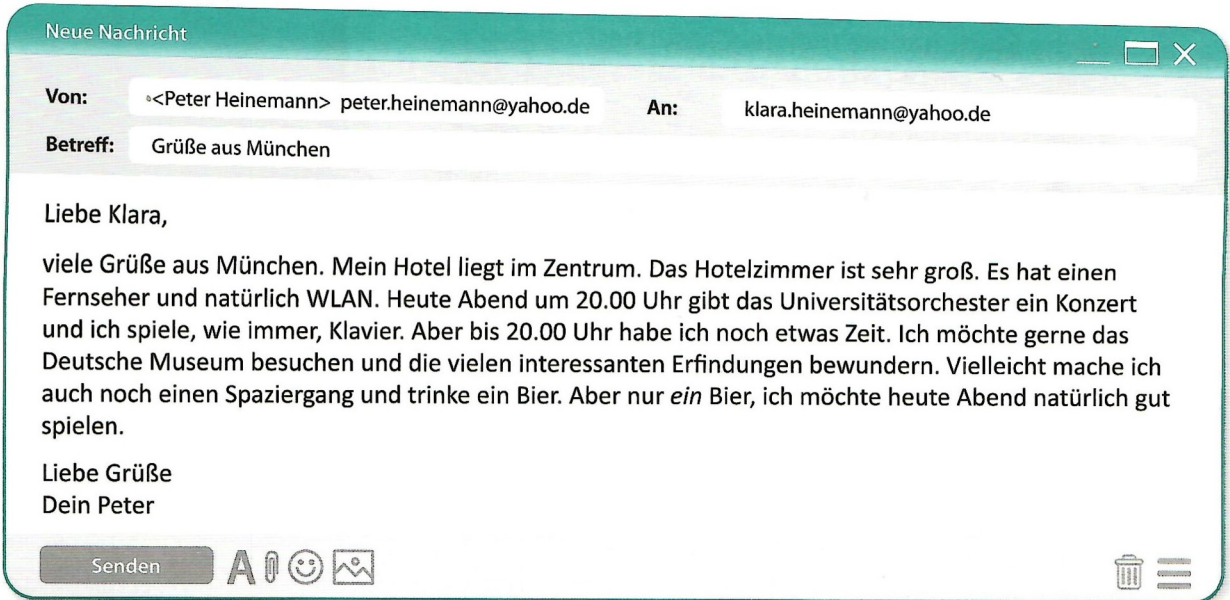 Neue Nachricht
Von: <Peter Heinemann> peter.heinemann@yahoo.de An: klara.heinemann@yahoo.de
Betreff: Grüße aus München
Liebe Klara,
viele Grüße aus München. Mein Hotel liegt im Zentrum. Das Hotelzimmer ist sehr groß. Es hat einen
Fernseher und natürlich WLAN. Heute Abend um 20.00 Uhr gibt das Universitätsorchester ein Konzert
und ich spiele, wie immer, Klavier. Aber bis 20.00 Uhr habe ich noch etwas Zeit. Ich möchte gerne das
Deutsche Museum besuchen und die vielen interessanten Erfindungen bewundern. Vielleicht mache ich
auch noch einen Spaziergang und trinke ein Bier. Aber nur ein Bier, ich möchte heute Abend natürlich gut
spielen.
Liebe Grüße
Dein Peter
Senden A